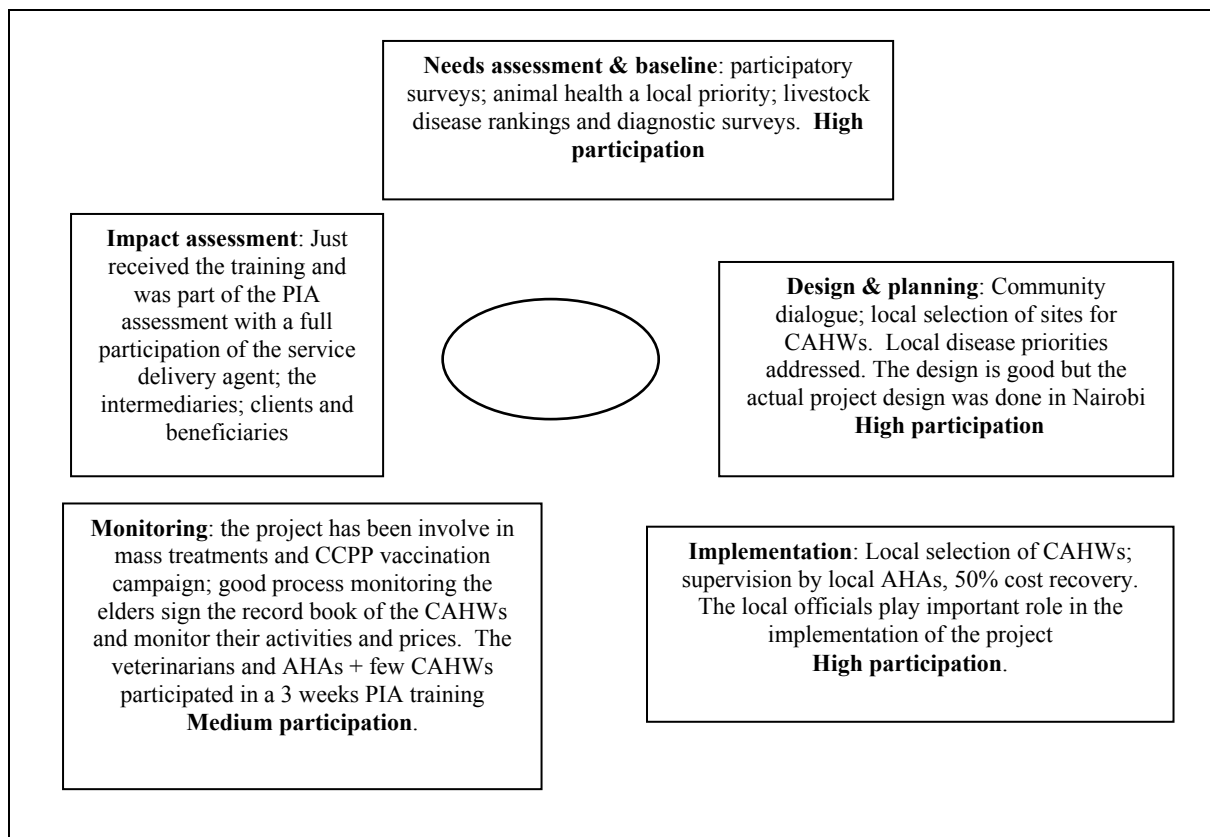 Needs assessment & baseline: participatory
surveys; animal health a local priority; livestock
disease rankings and diagnostic surveys.  High
participation
Impact assessment: Just
received the training and
was part of the PIA
assessment with a full
participation of the service
delivery agent; the
intermediaries; clients and
beneficiaries
Design & planning: Community
dialogue; local selection of sites for
CAHWs.  Local disease priorities
addressed. The design is good but the
actual project design was done in Nairobi
High participation
Monitoring: the project has been involve in
mass treatments and CCPP vaccination
campaign; good process monitoring the
elders sign the record book of the CAHWs
and monitor their activities and prices.  The
veterinarians and AHAs + few CAHWs
participated in a 3 weeks PIA training
Medium participation.
Implementation: Local selection of CAHWs;
supervision by local AHAs, 50% cost recovery.
The local officials play important role in the
implementation of the project
High participation.